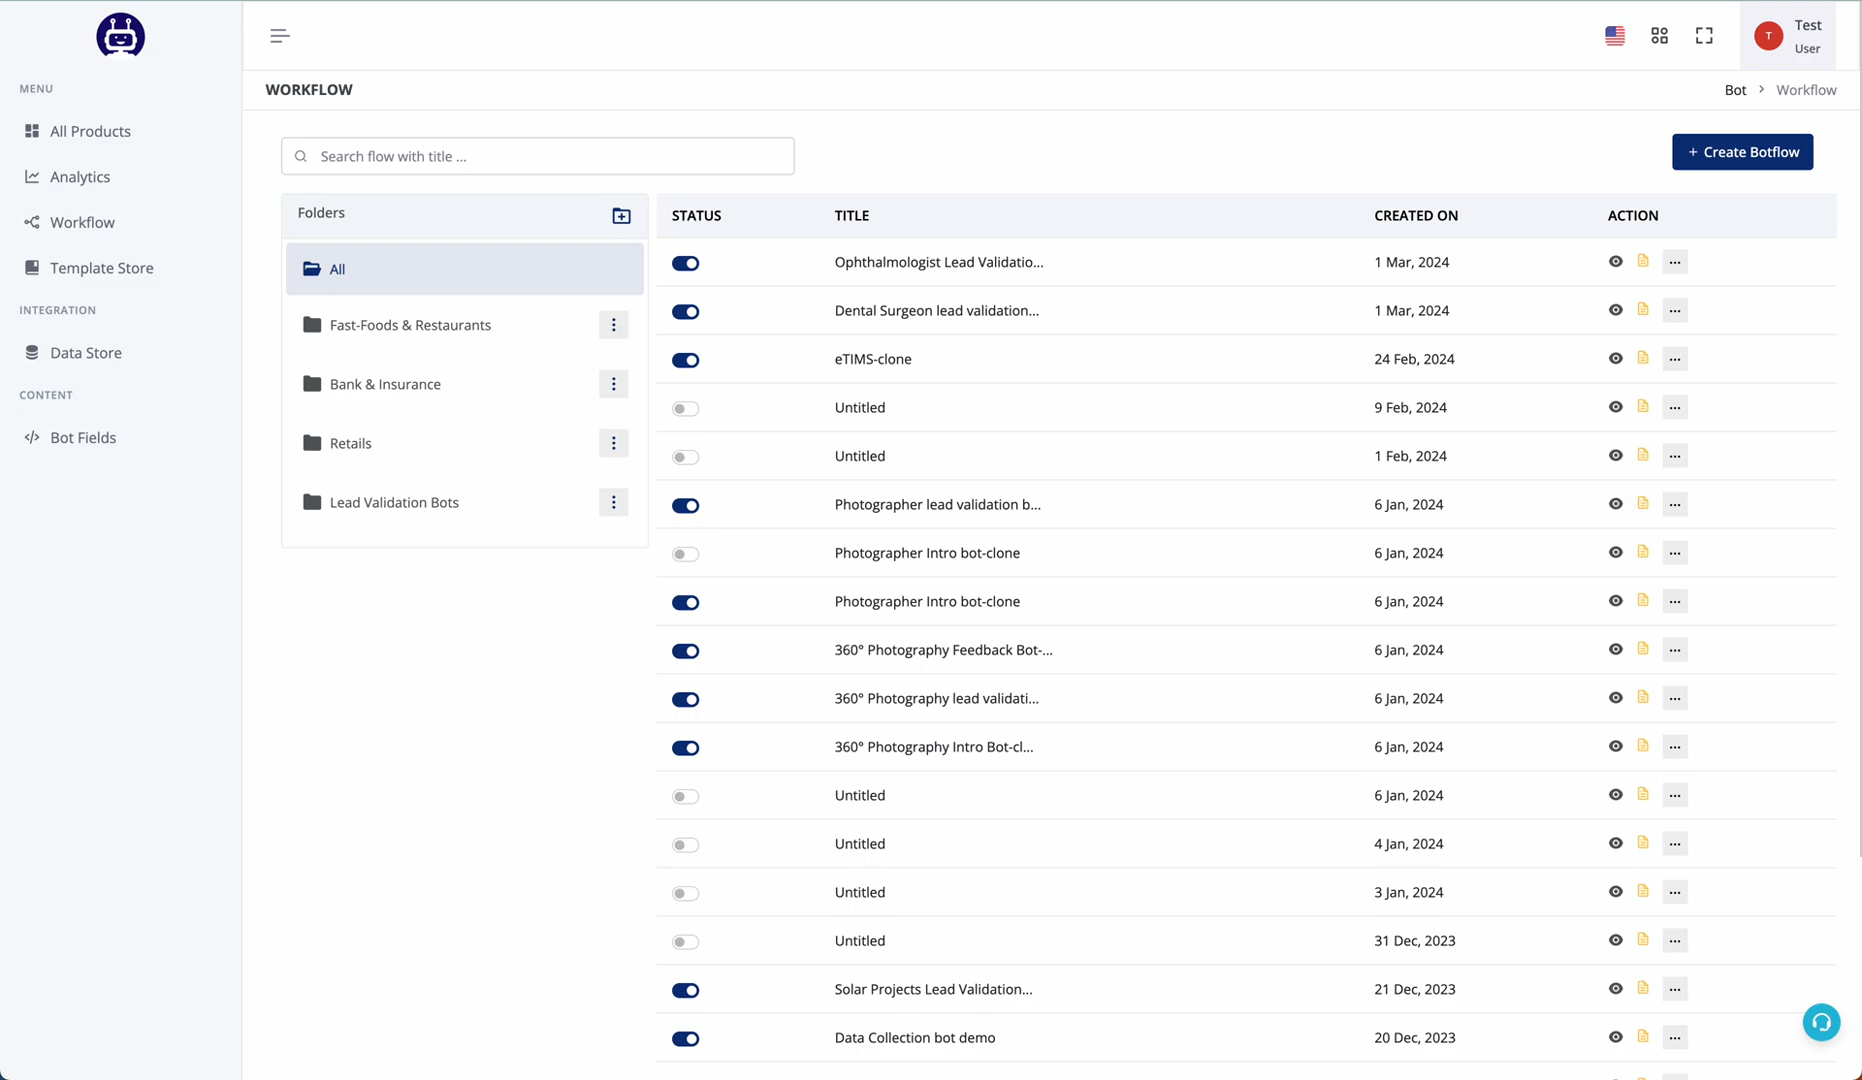 MENU
All Products
Analytics
Workflow
Template Store
INTEGRATION
Data Store
CONTENT
Bot Fields
T
Test
User
WORKFLOW
Bot > Workflow
Search flow with title ...
+ Create Botflow
Folders
All
Fast-Foods & Restaurants
Bank & Insurance
Retails
Lead Validation Bots
STATUS TITLE CREATED ON ACTION
Ophthalmologist Lead Validatio... 1 Mar, 2024
Dental Surgeon lead validation... 1 Mar, 2024
eTIMS-clone 24 Feb, 2024
Untitled 9 Feb, 2024
Untitled 1 Feb, 2024
Photographer lead validation b... 6 Jan, 2024
Photographer Intro bot-clone 6 Jan, 2024
Photographer Intro bot-clone 6 Jan, 2024
360° Photography Feedback Bot-... 6 Jan, 2024
360° Photography lead validati... 6 Jan, 2024
360° Photography Intro Bot-cl... 6 Jan, 2024
Untitled 6 Jan, 2024
Untitled 4 Jan, 2024
Untitled 3 Jan, 2024
Untitled 31 Dec, 2023
Solar Projects Lead Validation... 21 Dec, 2023
Data Collection bot demo 20 Dec, 2023